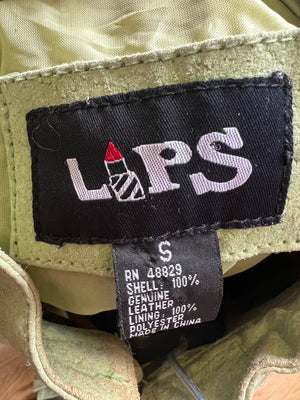 LIPS
S
RN 48829
SHELL: 100%
GENUINE
LEATHER
LINING: 100%
POLYESTER
MADE IN CHINA